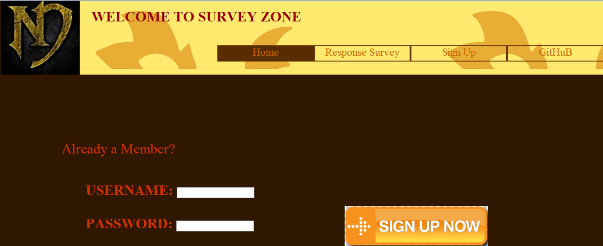 WELCOME TO SURVEY ZONE
Home Response Survey Sign Up GitHuB
Already a Member?
USERNAME:
PASSWORD:
SIGN UP NOW